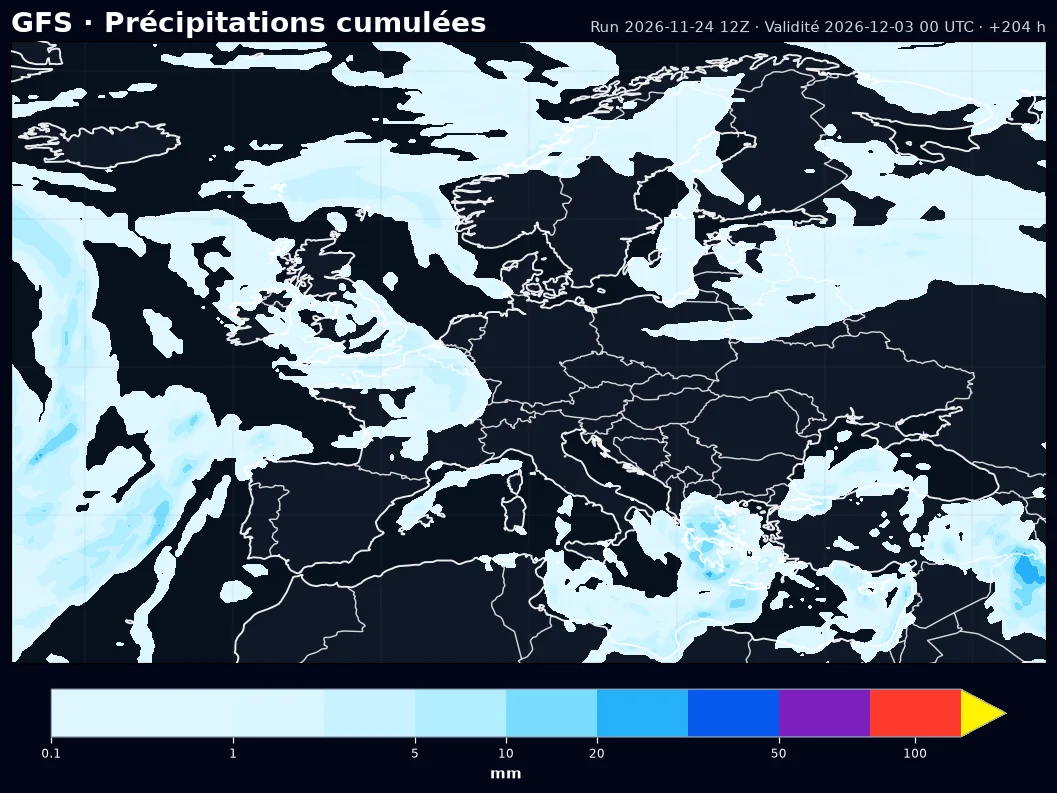 GFS · Précipitations cumulées
Run 2026-11-24 12Z · Validité 2026-12-03 00 UTC · +204 h
0.1 1 5 10 20 50 100
mm